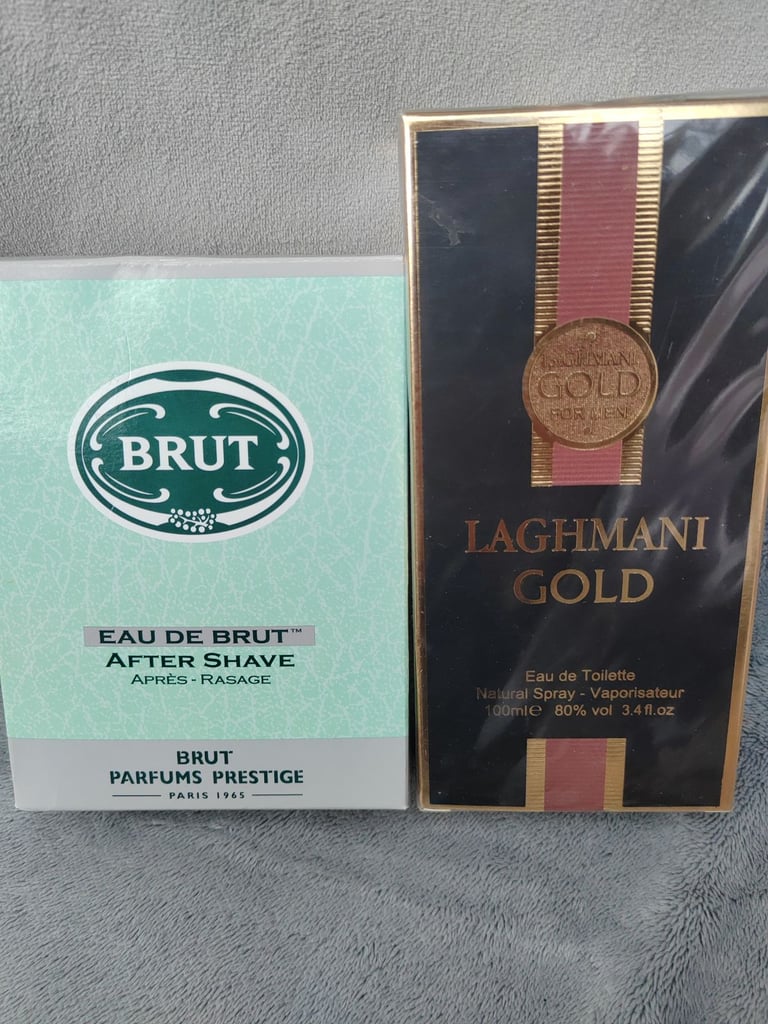 BRUT
EAU DE BRUT™
AFTER SHAVE
APRÈS - RASAGE
BRUT
PARFUMS PRESTIGE
PARIS 1965
LAGHMANI
GOLD
FOR MEN
LAGHMANI
GOLD
Eau de Toilette
Natural Spray - Vaporisateur
100ml℮ 80% vol 3.4fl.oz